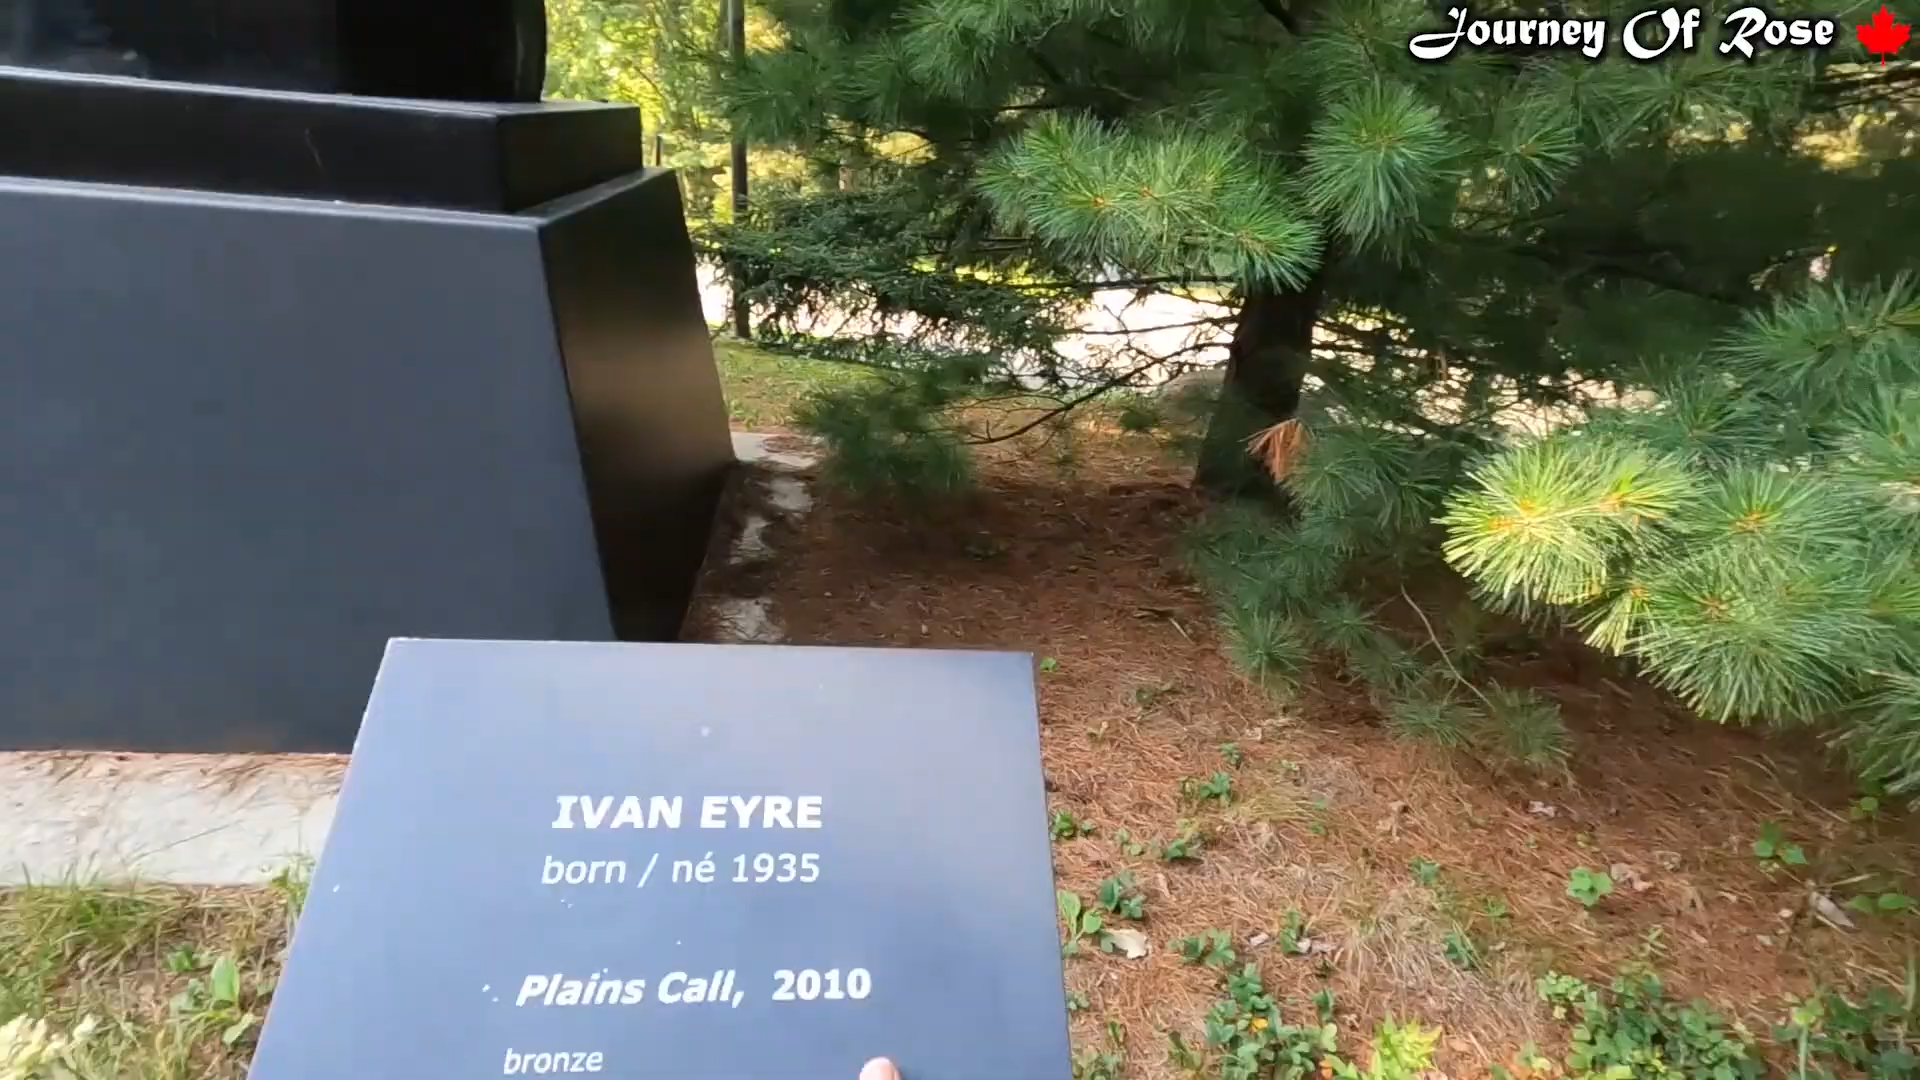 Journey Of Rose
IVAN EYRE
born / né 1935
Plains Call, 2010
bronze